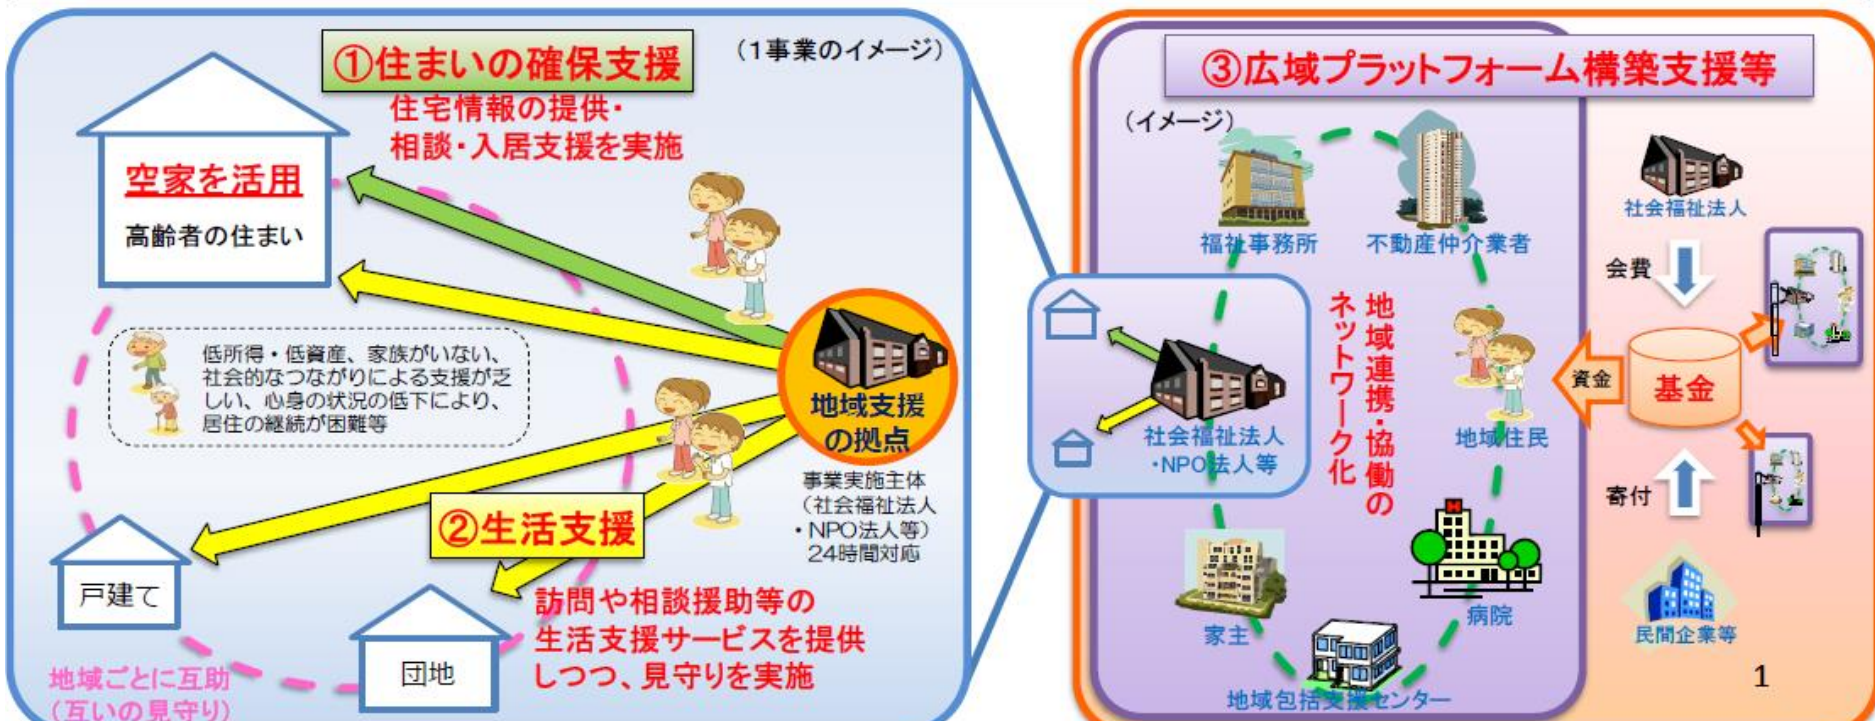 ①住まいの確保支援
（1事業のイメージ）
住宅情報の提供・
相談・入居支援を実施
空家を活用
高齢者の住まい
低所得・低資産、家族がいない、
社会的なつながりによる支援が乏
しい、心身の状況の低下により、
居住の継続が困難等
地域支援
の拠点
事業実施主体
（社会福祉法人
・NPO法人等）
24時間対応
②生活支援
訪問や相談援助等の
生活支援サービスを提供
しつつ、見守りを実施
戸建て
団地
地域ごとに互助
（互いの見守り）
③広域プラットフォーム構築支援等
（イメージ）
福祉事務所
不動産仲介業者
地域連携・協働の
ネットワーク化
社会福祉法人
・NPO法人等
地域住民
家主
病院
H
地域包括支援センター
社会福祉法人
会費
資金
基金
寄付
民間企業等
1